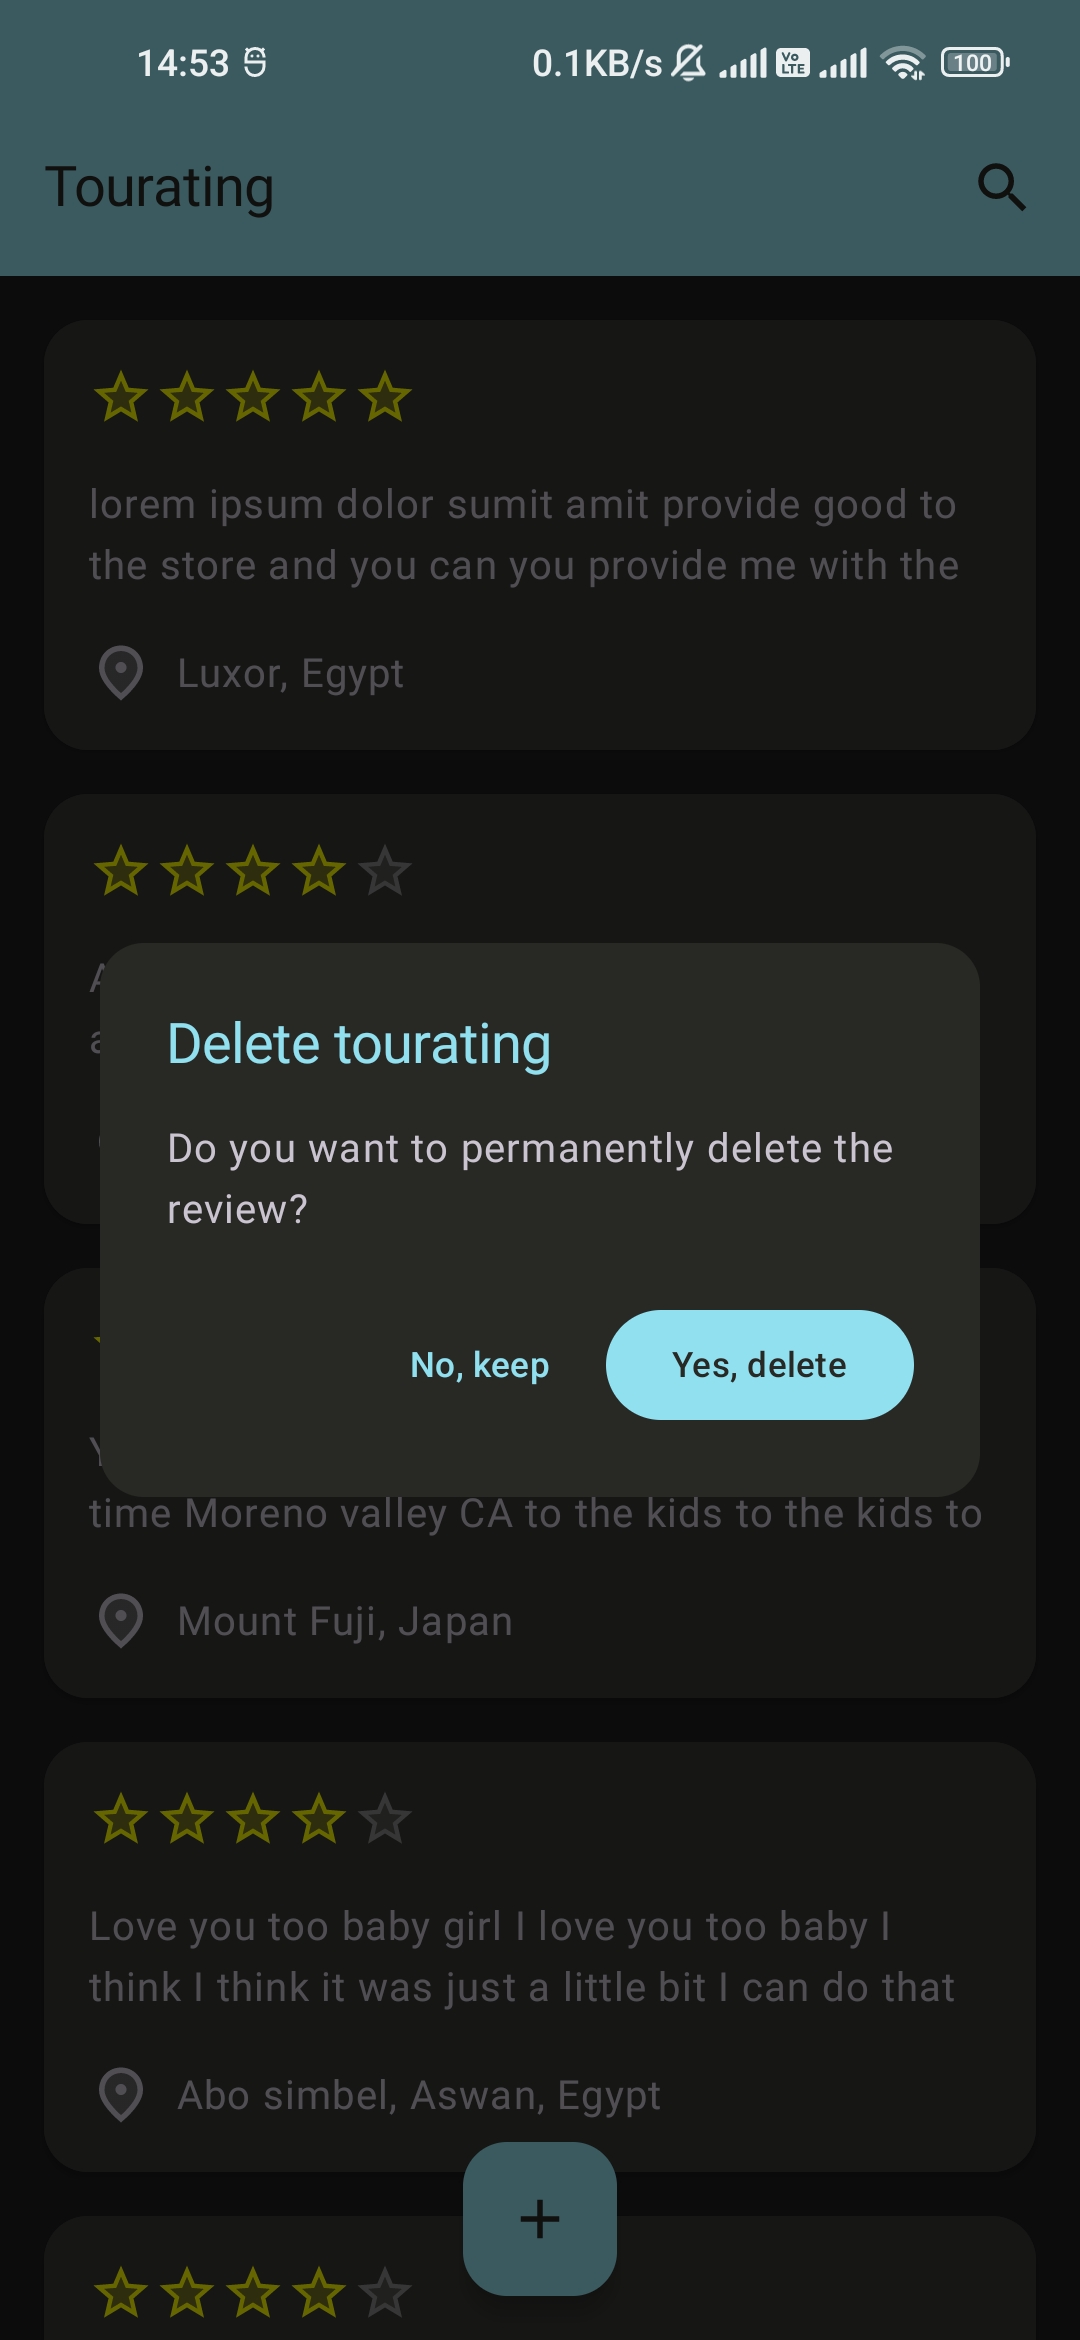 14:53 0.1KB/s Vo LTE 100
Tourating
lorem ipsum dolor sumit amit provide good to
the store and you can you provide me with the
Luxor, Egypt
Delete tourating
Do you want to permanently delete the
review?
No, keep Yes, delete
time Moreno valley CA to the kids to the kids to
Mount Fuji, Japan
Love you too baby girl I love you too baby I
think I think it was just a little bit I can do that
Abo simbel, Aswan, Egypt